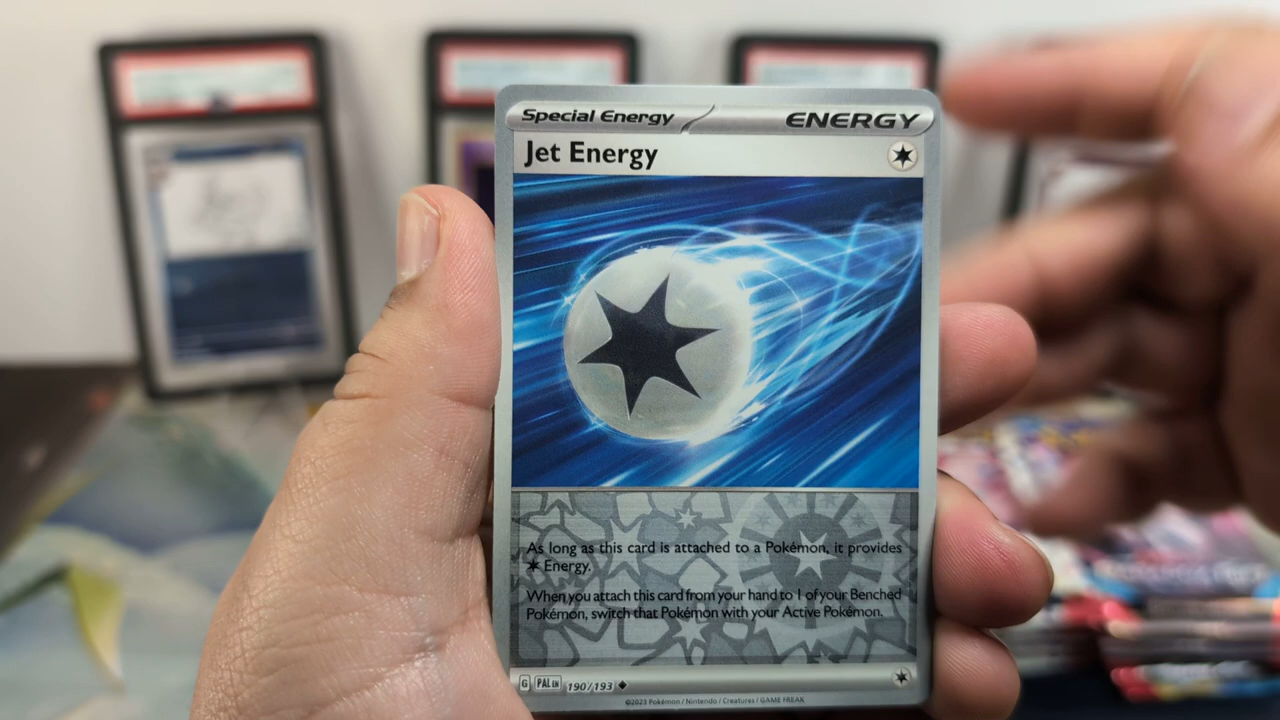 Special Energy ENERGY
Jet Energy
As long as this card is attached to a Pokémon, it provides
Energy.
When you attach this card from your hand to 1 of your Benched
Pokémon, switch that Pokémon with your Active Pokémon.
G PAL EN 190/193
©2023 Pokémon / Nintendo / Creatures / GAME FREAK